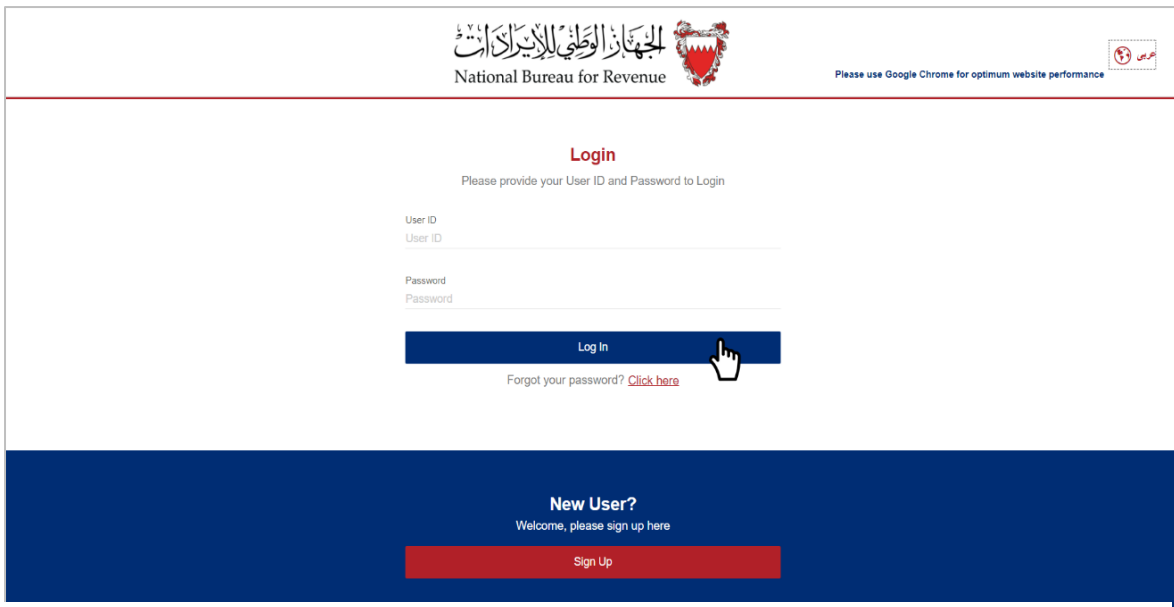 الجهاز الوطني للإيرادات
National Bureau for Revenue
عربي
Please use Google Chrome for optimum website performance
Login
Please provide your User ID and Password to Login
User ID
User ID
Password
Password
Log In
Forgot your password? Click here
New User?
Welcome, please sign up here
Sign Up